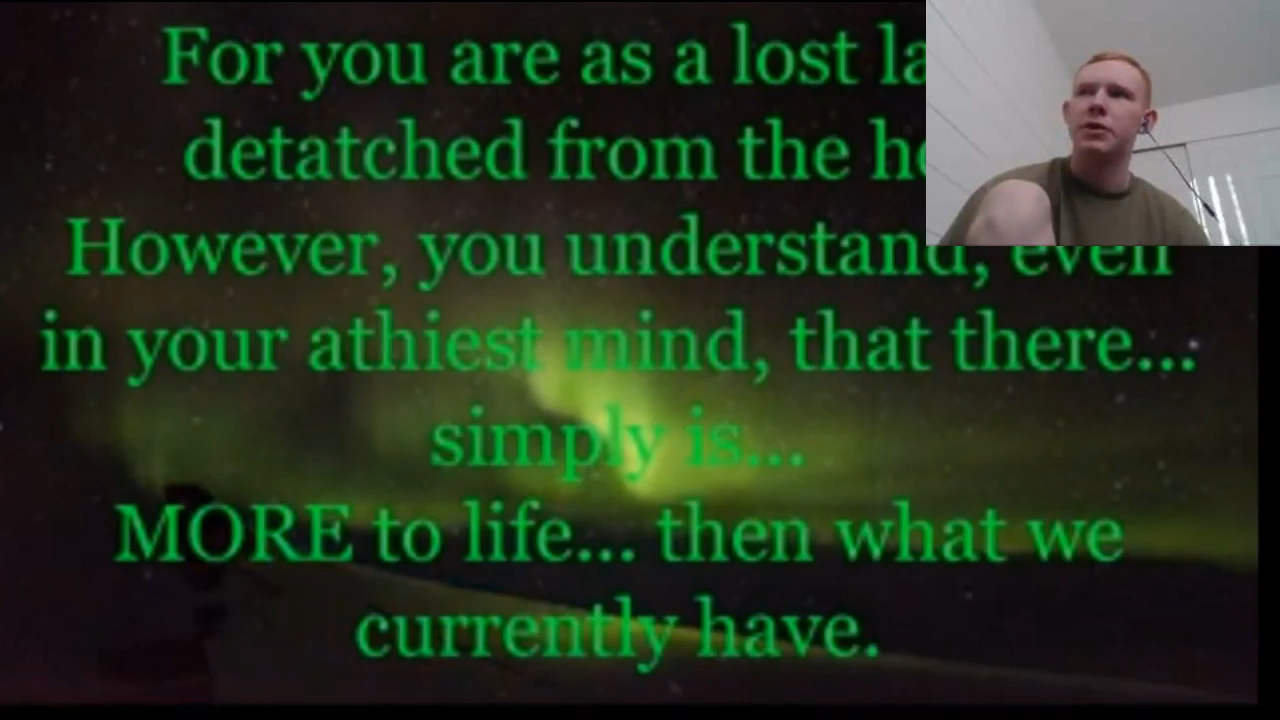 For you are as a lost
detatched from the
However, you understand, even
in your athiest mind, that there...
simply is...
MORE to life... then what we
currently have.